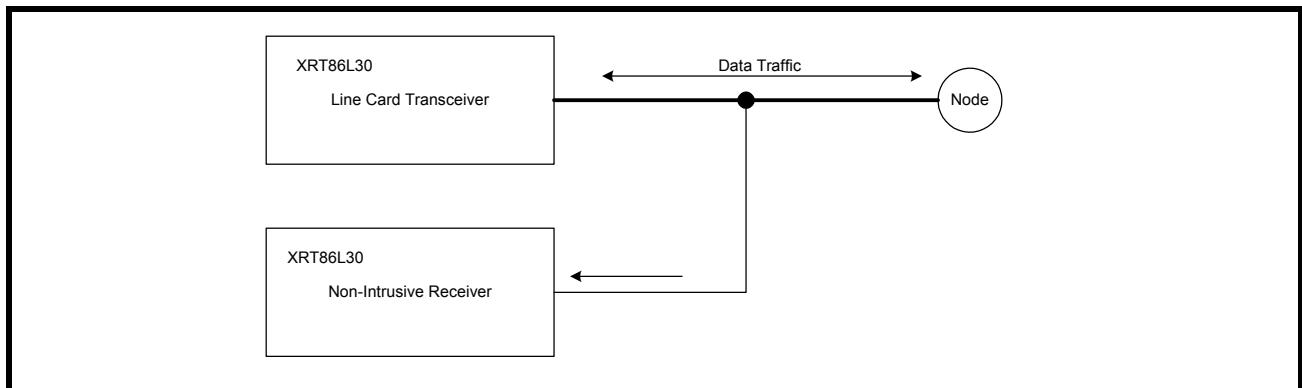 XRT86L30
Line Card Transceiver
Data Traffic
Node
XRT86L30
Non-Intrusive Receiver